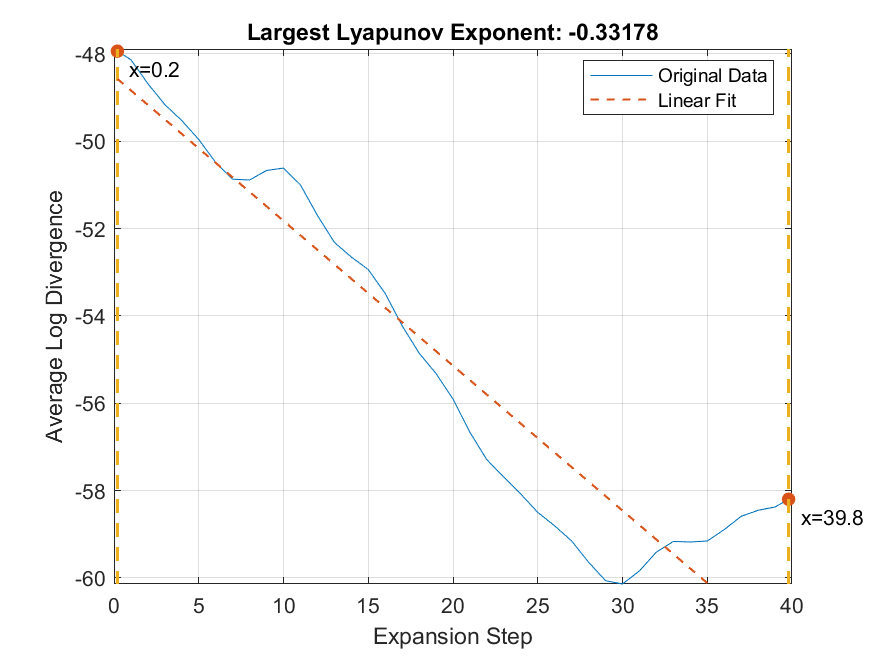 Largest Lyapunov Exponent: -0.33178
Original Data
Linear Fit
x=0.2
x=39.8
Average Log Divergence
-48
-50
-52
-54
-56
-58
-60
0 5 10 15 20 25 30 35 40
Expansion Step